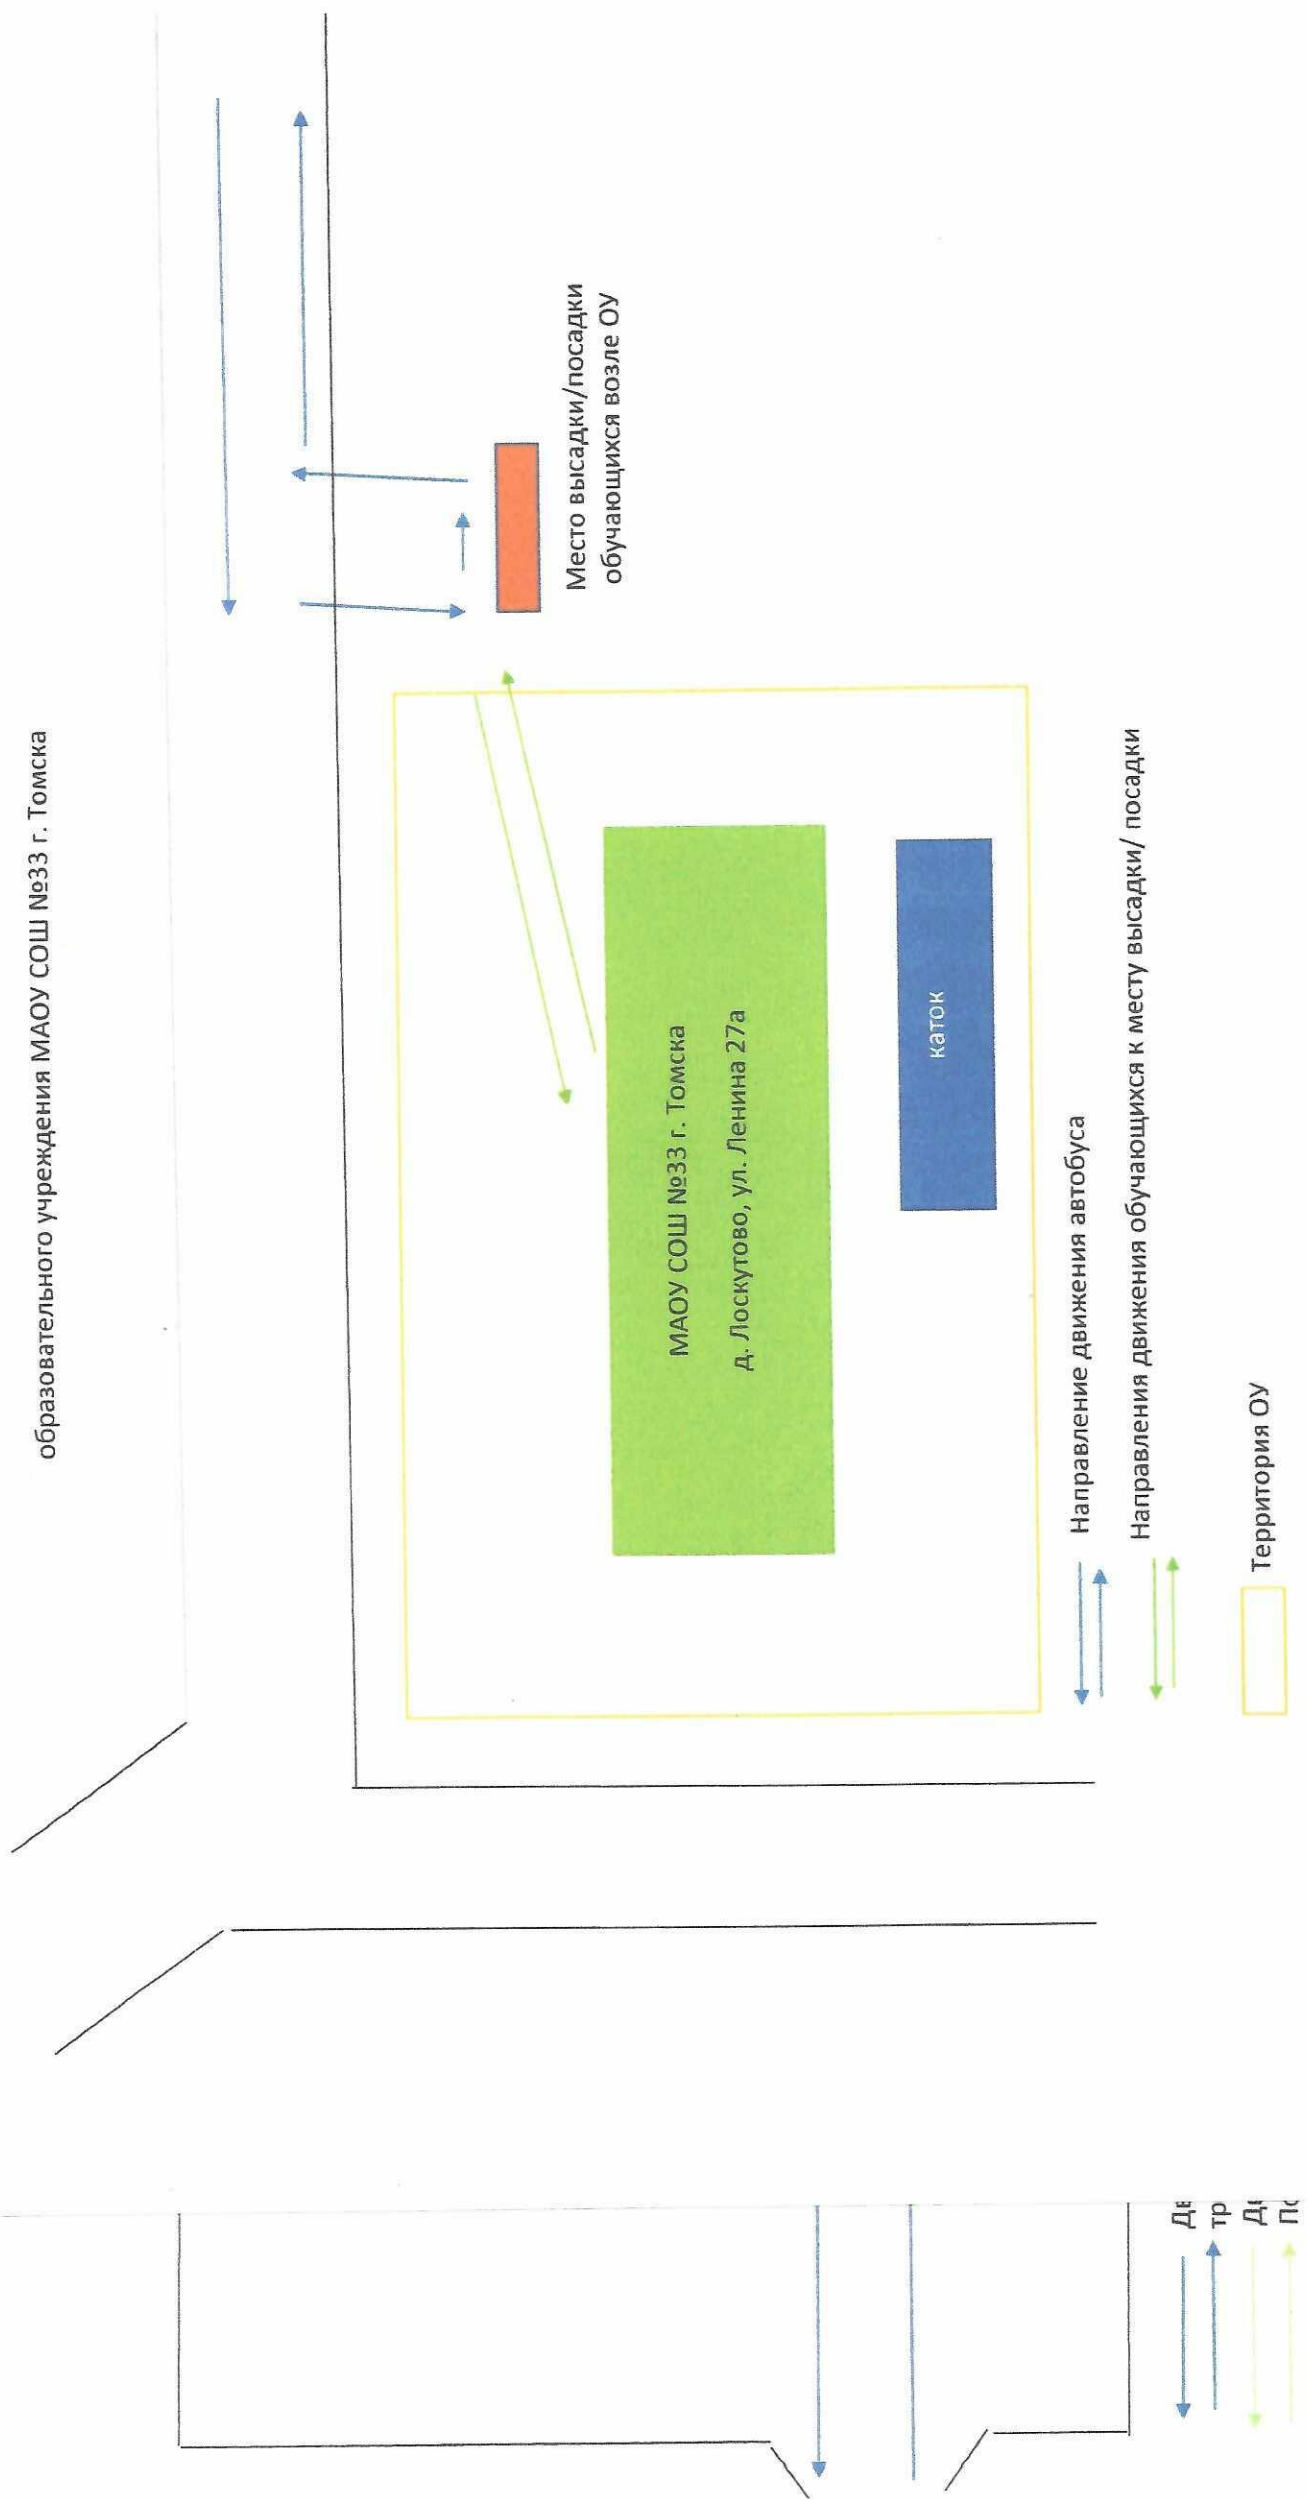 образовательного учреждения МАОУ СОШ №33 г. Томска
Место высадки/посадки
обучающихся возле ОУ
МАОУ СОШ №33 г. Томска
д. Лоскутово, ул. Ленина 27а
каток
Направление движения автобуса
Направления движения обучающихся к месту высадки/ посадки
Территория ОУ
тр